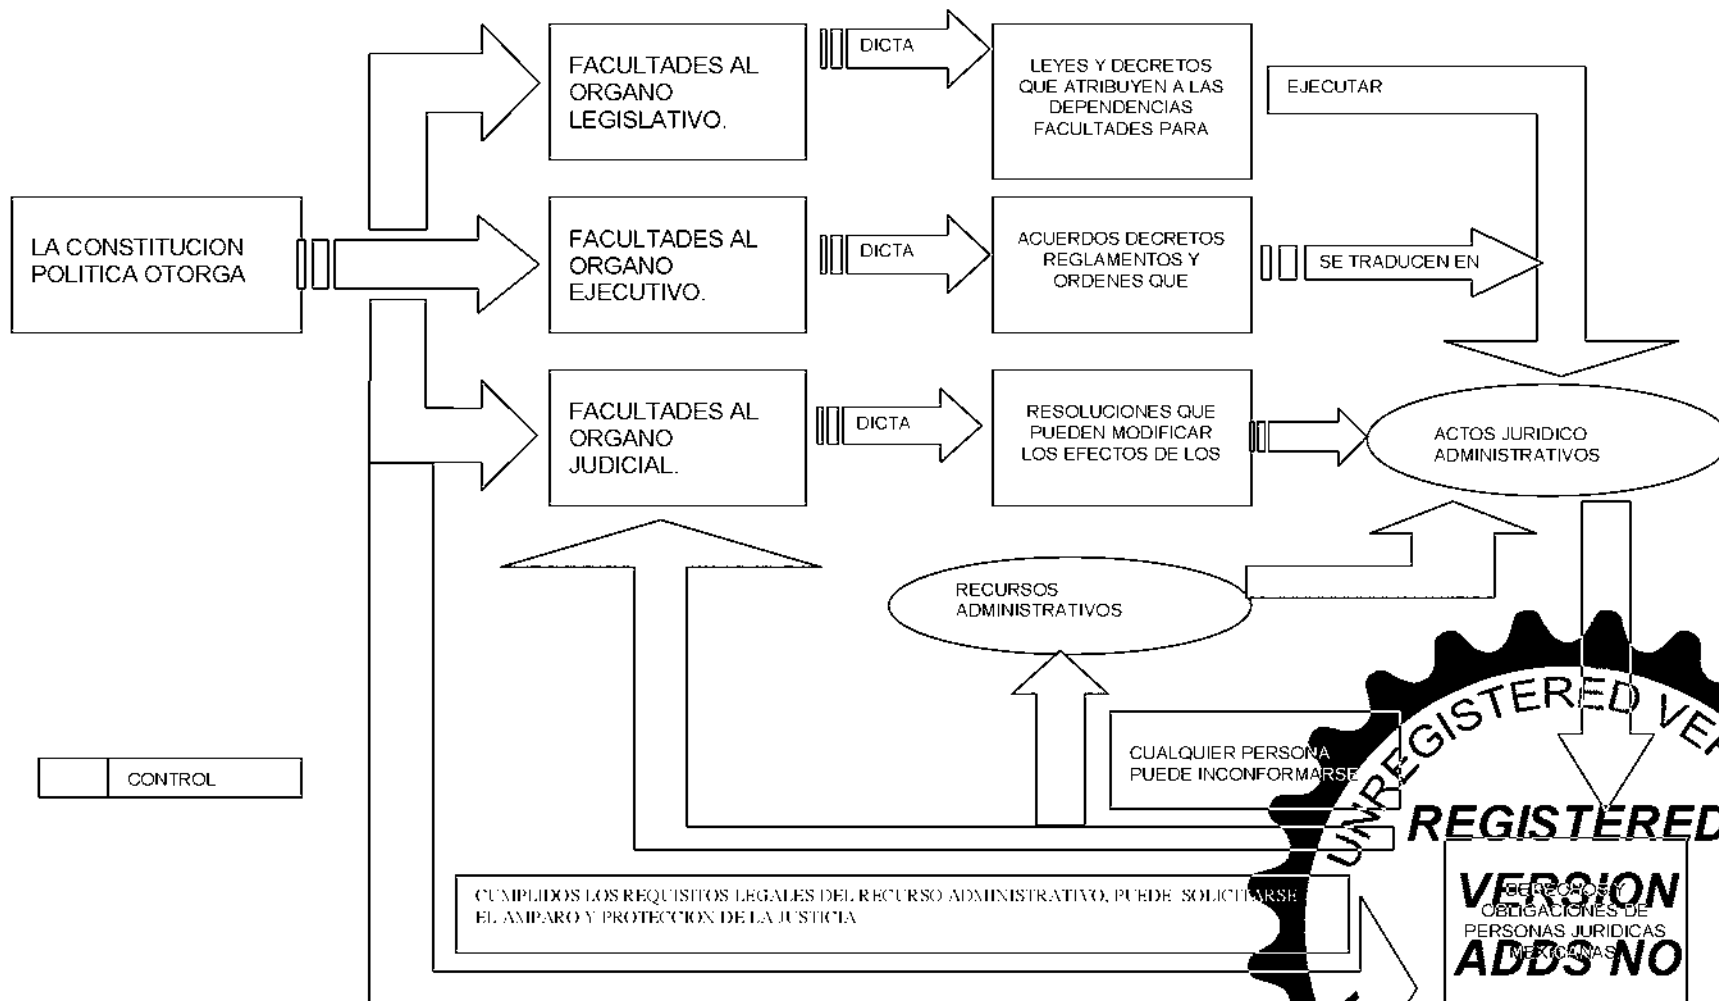 FACULTADES AL
ORGANO
LEGISLATIVO.
DICTA
LEYES Y DECRETOS
QUE ATRIBUYEN A LAS
DEPENDENCIAS
FACULTADES PARA
EJECUTAR
LA CONSTITUCION
POLITICA OTORGA
FACULTADES AL
ORGANO
EJECUTIVO.
DICTA
ACUERDOS DECRETOS
REGLAMENTOS Y
ORDENES QUE
SE TRADUCEN EN
FACULTADES AL
ORGANO
JUDICIAL.
DICTA
RESOLUCIONES QUE
PUEDEN MODIFICAR
LOS EFECTOS DE LOS
ACTOS JURIDICO
ADMINISTRATIVOS
RECURSOS
ADMINISTRATIVOS
CUALQUIER PERSONA
PUEDE INCONFORMARSE
CONTROL
CUMPLIDOS LOS REQUISITOS LEGALES DEL RECURSO ADMINISTRATIVO, PUEDE SOLICITARSE
EL AMPARO Y PROTECCION DE LA JUSTICIA
DERECHOS Y
OBLIGACIONES DE
PERSONAS JURIDICAS
MEXICANAS
UNREGISTERED VER
REGISTERED
VERSION
ADDS NO